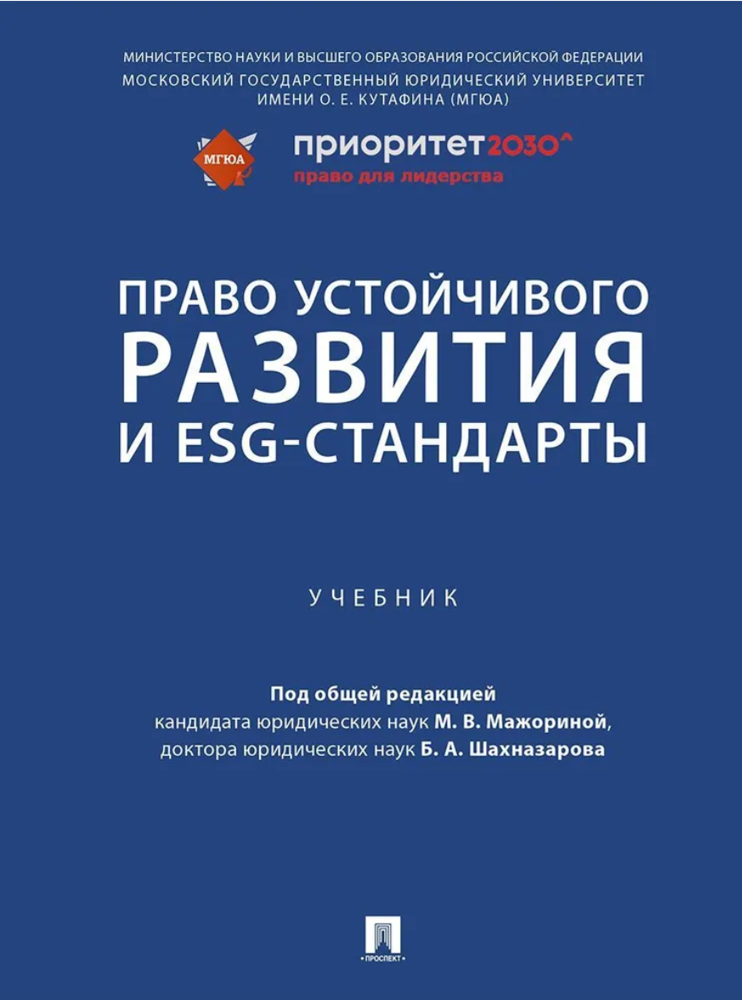 МИНИСТЕРСТВО НАУКИ И ВЫСШЕГО ОБРАЗОВАНИЯ РОССИЙСКОЙ ФЕДЕРАЦИИ
МОСКОВСКИЙ ГОСУДАРСТВЕННЫЙ ЮРИДИЧЕСКИЙ УНИВЕРСИТЕТ
ИМЕНИ О. Е. КУТАФИНА (МГЮА)
МГЮА
приоритет2030^
право для лидерства
ПРАВО УСТОЙЧИВОГО
РАЗВИТИЯ
И ESG-СТАНДАРТЫ
УЧЕБНИК
Под общей редакцией
кандидата юридических наук М. В. Мажориной,
доктора юридических наук Б. А. Шахназарова
• ПРОСПЕКТ •